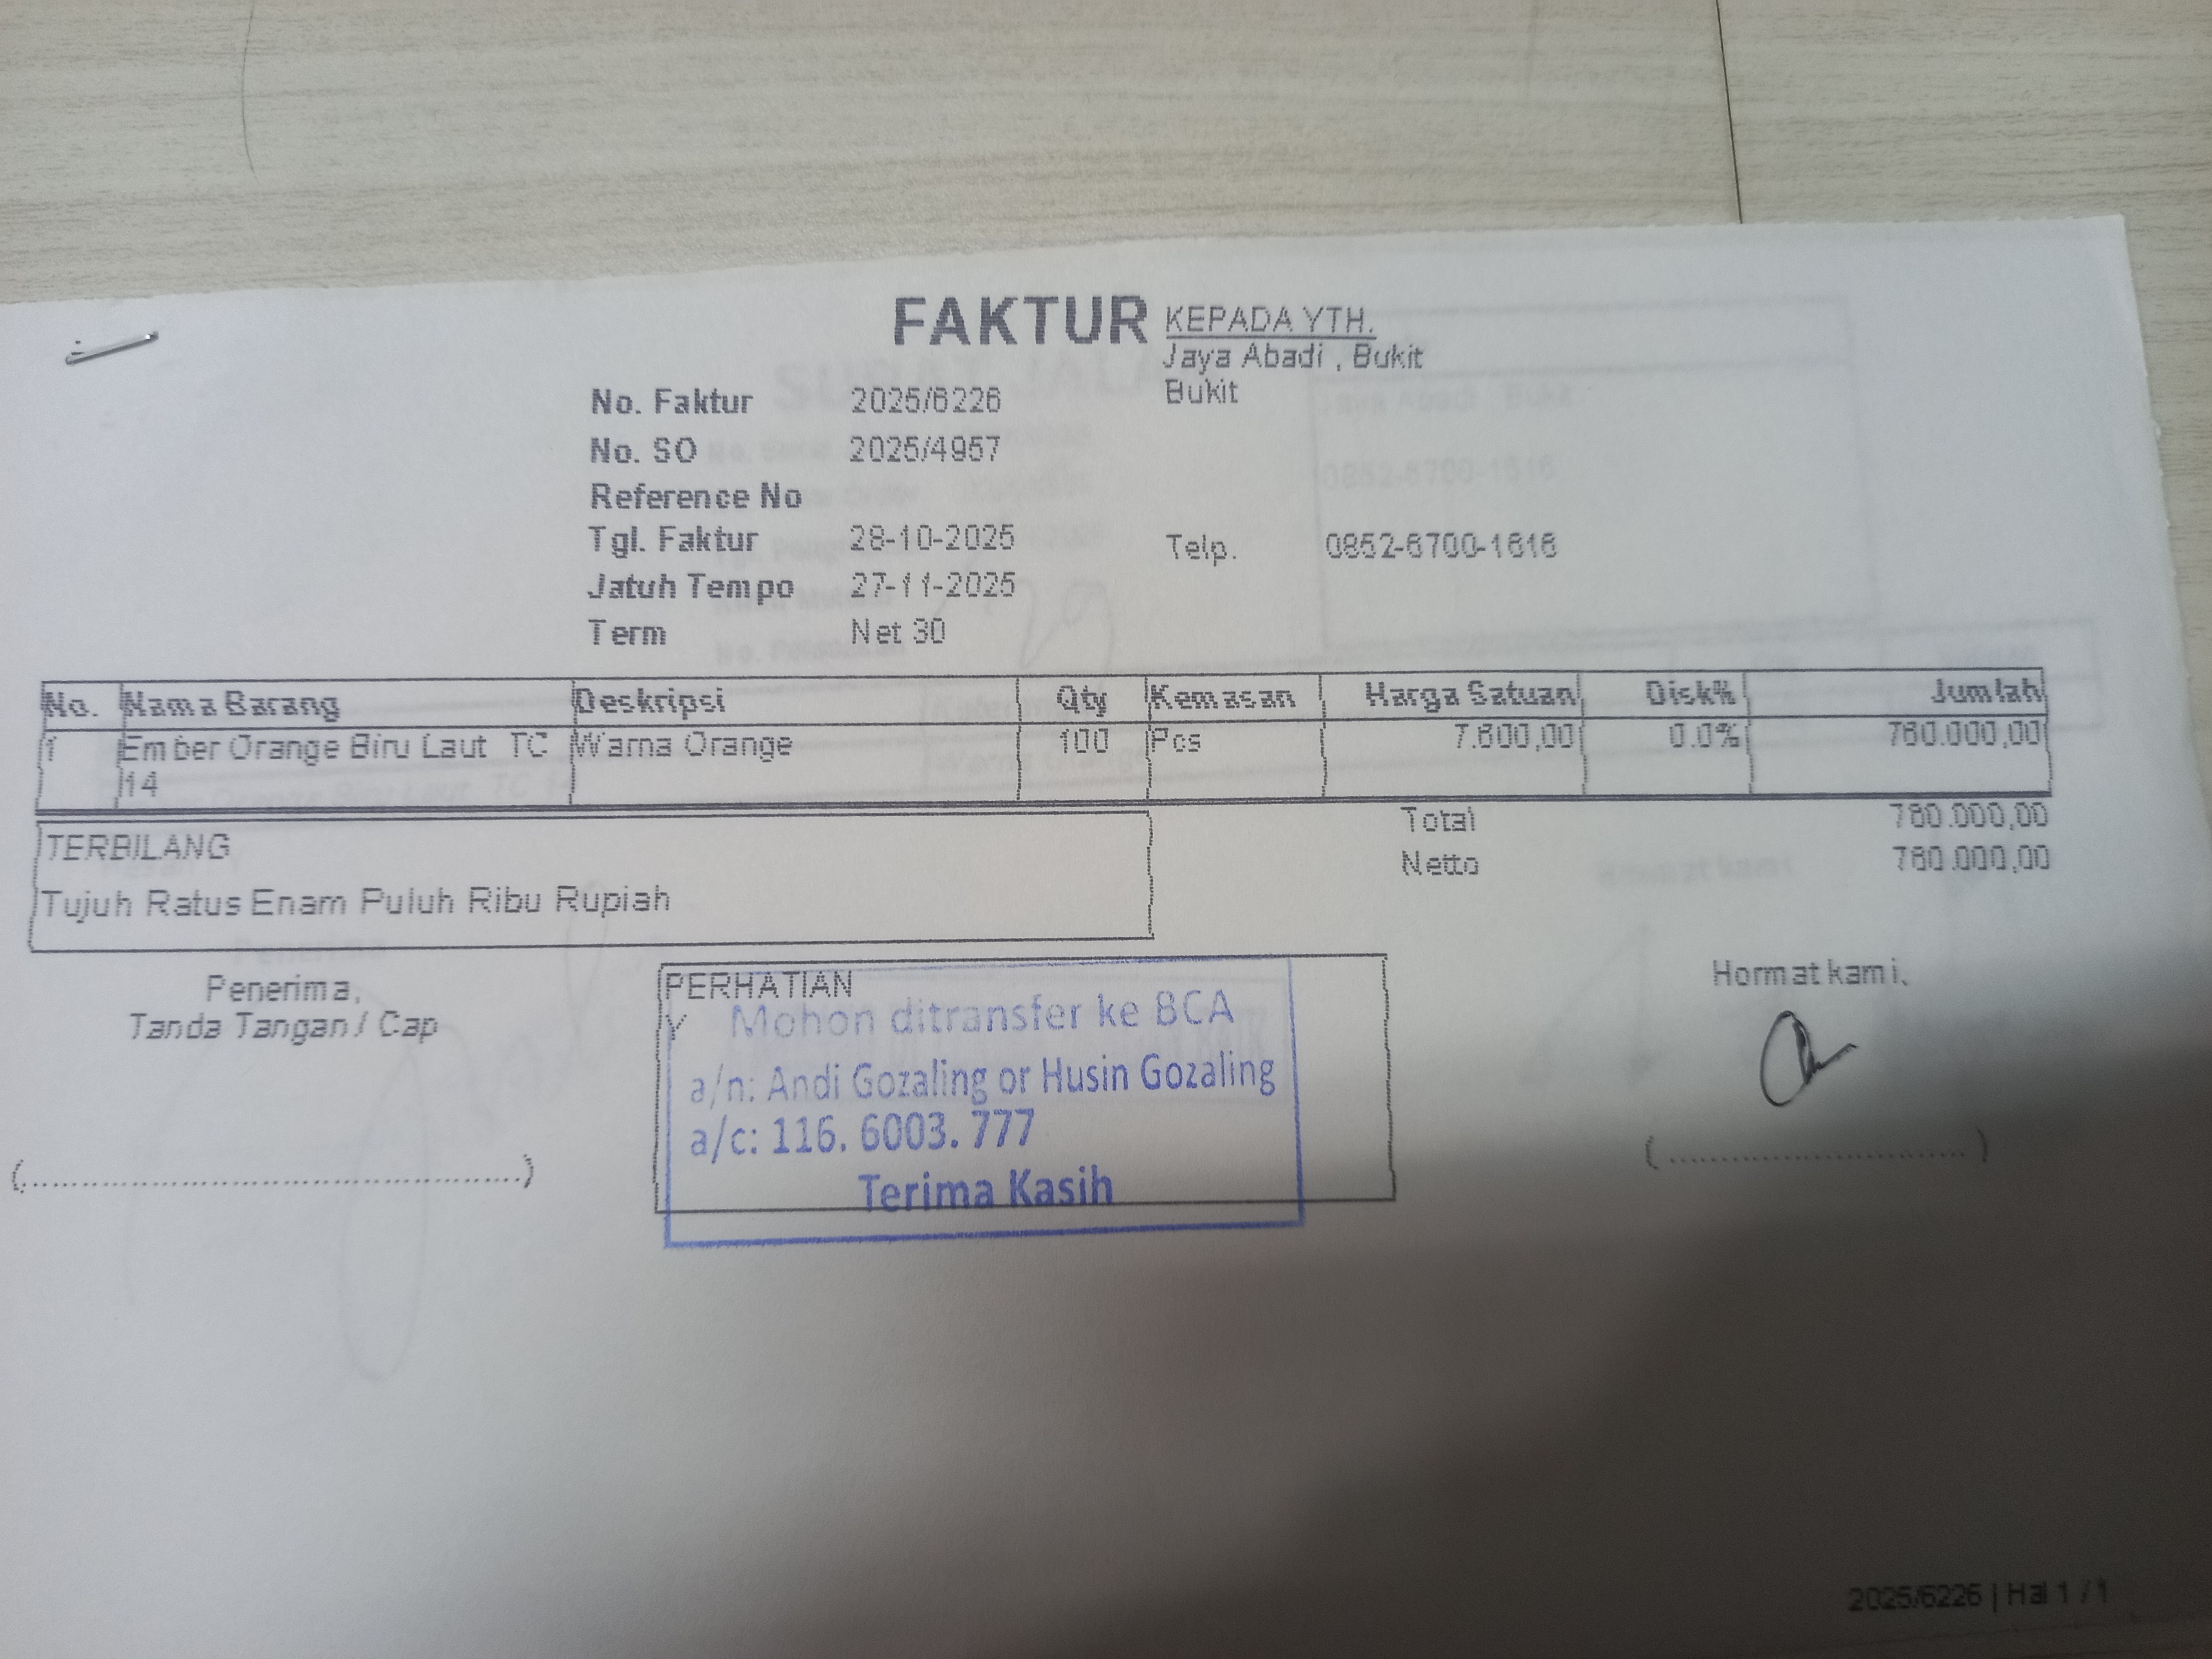 FAKTUR
KEPADA YTH.
Jaya Abadi , Bukit
Bukit
No. Faktur 2025/6226
No. SO 2025/4957
Reference No
Tgl. Faktur 28-10-2025
Telp. 0852-6700-1616
Jatuh Tempo 27-11-2025
Term Net 30
No. Nama Barang Deskripsi Qty Kemasan Harga Satuan Disk% Jumlah
1 Ember Orange Biru Laut TC Warna Orange 100 Pcs 7.600,00 0.0% 760.000,00
14
Total 760.000,00
Netto 760.000,00
TERBILANG
Tujuh Ratus Enam Puluh Ribu Rupiah
Penerima,
Tanda Tangan / Cap
(..................................................)
PERHATIAN
Y
Mohon ditransfer ke BCA
a/n: Andi Gozaling or Husin Gozaling
a/c: 116. 6003. 777
Terima Kasih
Hormat kami,
(..............................)
2025/6226 | Hal 1 / 1